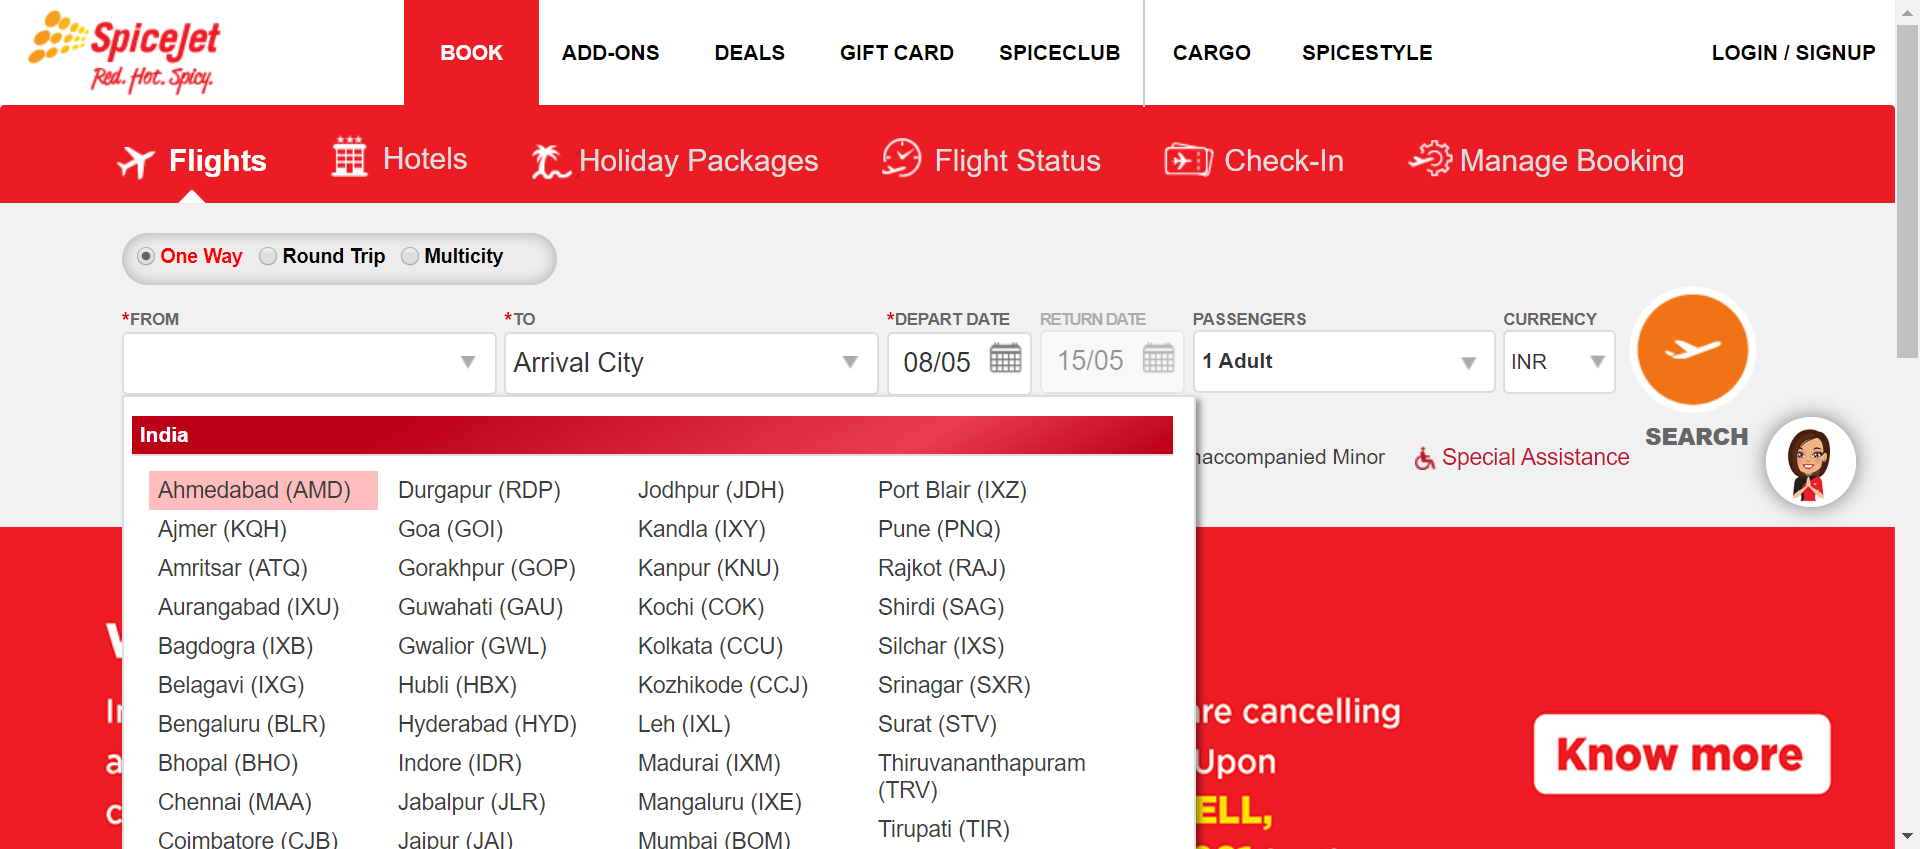 SpiceJet
Red. Hot. Spicy.
BOOK
ADD-ONS
DEALS
GIFT CARD
SPICECLUB
CARGO
SPICESTYLE
LOGIN / SIGNUP
Flights
Hotels
Holiday Packages
Flight Status
Check-In
Manage Booking
One Way
Round Trip
Multicity
*FROM
*TO
*DEPART DATE
RETURN DATE
PASSENGERS
CURRENCY
Arrival City
08/05
15/05
1 Adult
INR
SEARCH
India
naccompanied Minor
Special Assistance
Ahmedabad (AMD)
Ajmer (KQH)
Amritsar (ATQ)
Aurangabad (IXU)
Bagdogra (IXB)
Belagavi (IXG)
Bengaluru (BLR)
Bhopal (BHO)
Chennai (MAA)
Coimbatore (CJB)
Durgapur (RDP)
Goa (GOI)
Gorakhpur (GOP)
Guwahati (GAU)
Gwalior (GWL)
Hubli (HBX)
Hyderabad (HYD)
Indore (IDR)
Jabalpur (JLR)
Jaipur (JAI)
Jodhpur (JDH)
Kandla (IXY)
Kanpur (KNU)
Kochi (COK)
Kolkata (CCU)
Kozhikode (CCJ)
Leh (IXL)
Madurai (IXM)
Mangaluru (IXE)
Mumbai (BOM)
Port Blair (IXZ)
Pune (PNQ)
Rajkot (RAJ)
Shirdi (SAG)
Silchar (IXS)
Srinagar (SXR)
Surat (STV)
Thiruvananthapuram
(TRV)
Tirupati (TIR)
re cancelling
Upon
ELL,
Know more